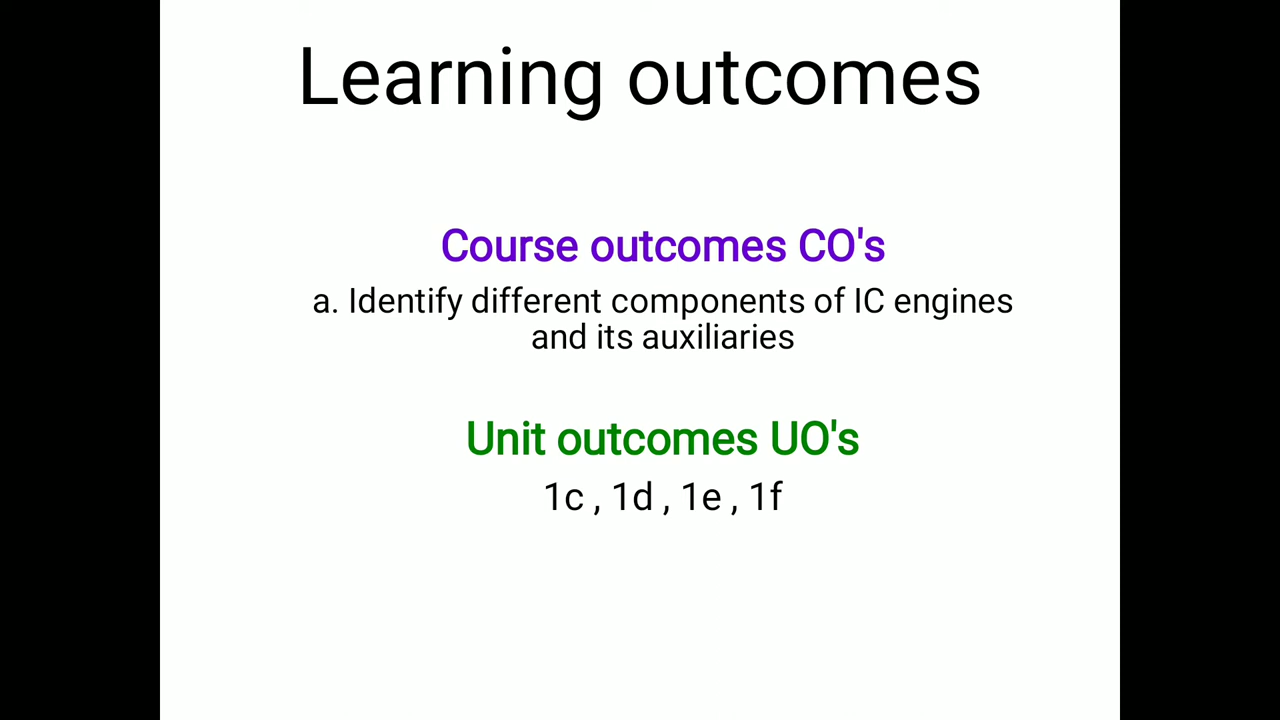 Learning outcomes
Course outcomes CO's
a. Identify different components of IC engines
and its auxiliaries
Unit outcomes UO's
1c , 1d , 1e , 1f